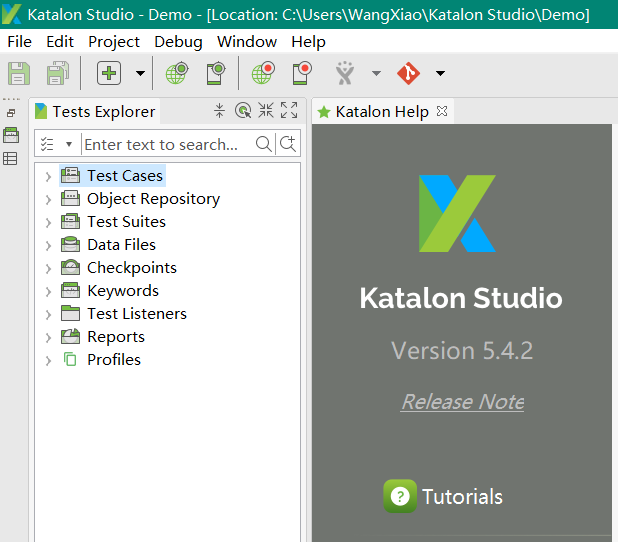 Katalon Studio - Demo - [Location: C:\Users\WangXiao\Katalon Studio\Demo]
File Edit Project Debug Window Help
Tests Explorer
Katalon Help
Enter text to search...
Test Cases
Object Repository
Test Suites
Data Files
Checkpoints
Keywords
Test Listeners
Reports
Profiles
Katalon Studio
Version 5.4.2
Release Note
? Tutorials